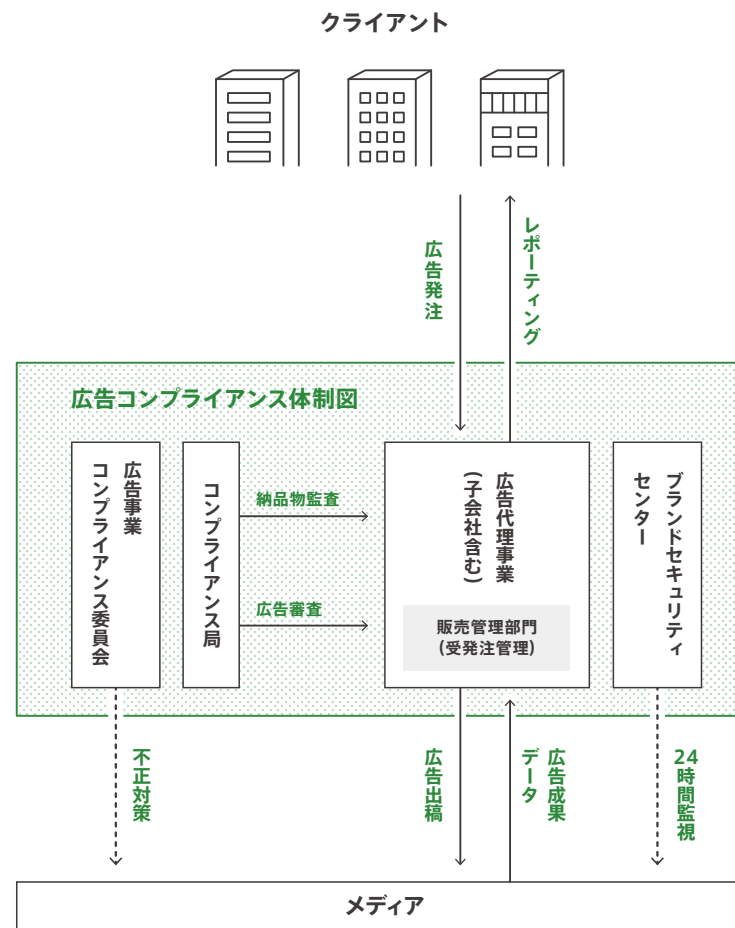 クライアント
広告発注
レポーティング
広告コンプライアンス体制図
広告事業
コンプライアンス委員会
コンプライアンス局
納品物監査
広告審査
広告代理事業
(子会社含む)
販売管理部門
(受発注管理)
ブランドセキュリティ
センター
不正対策
広告出稿
広告成果
データ
24時間監視
メディア